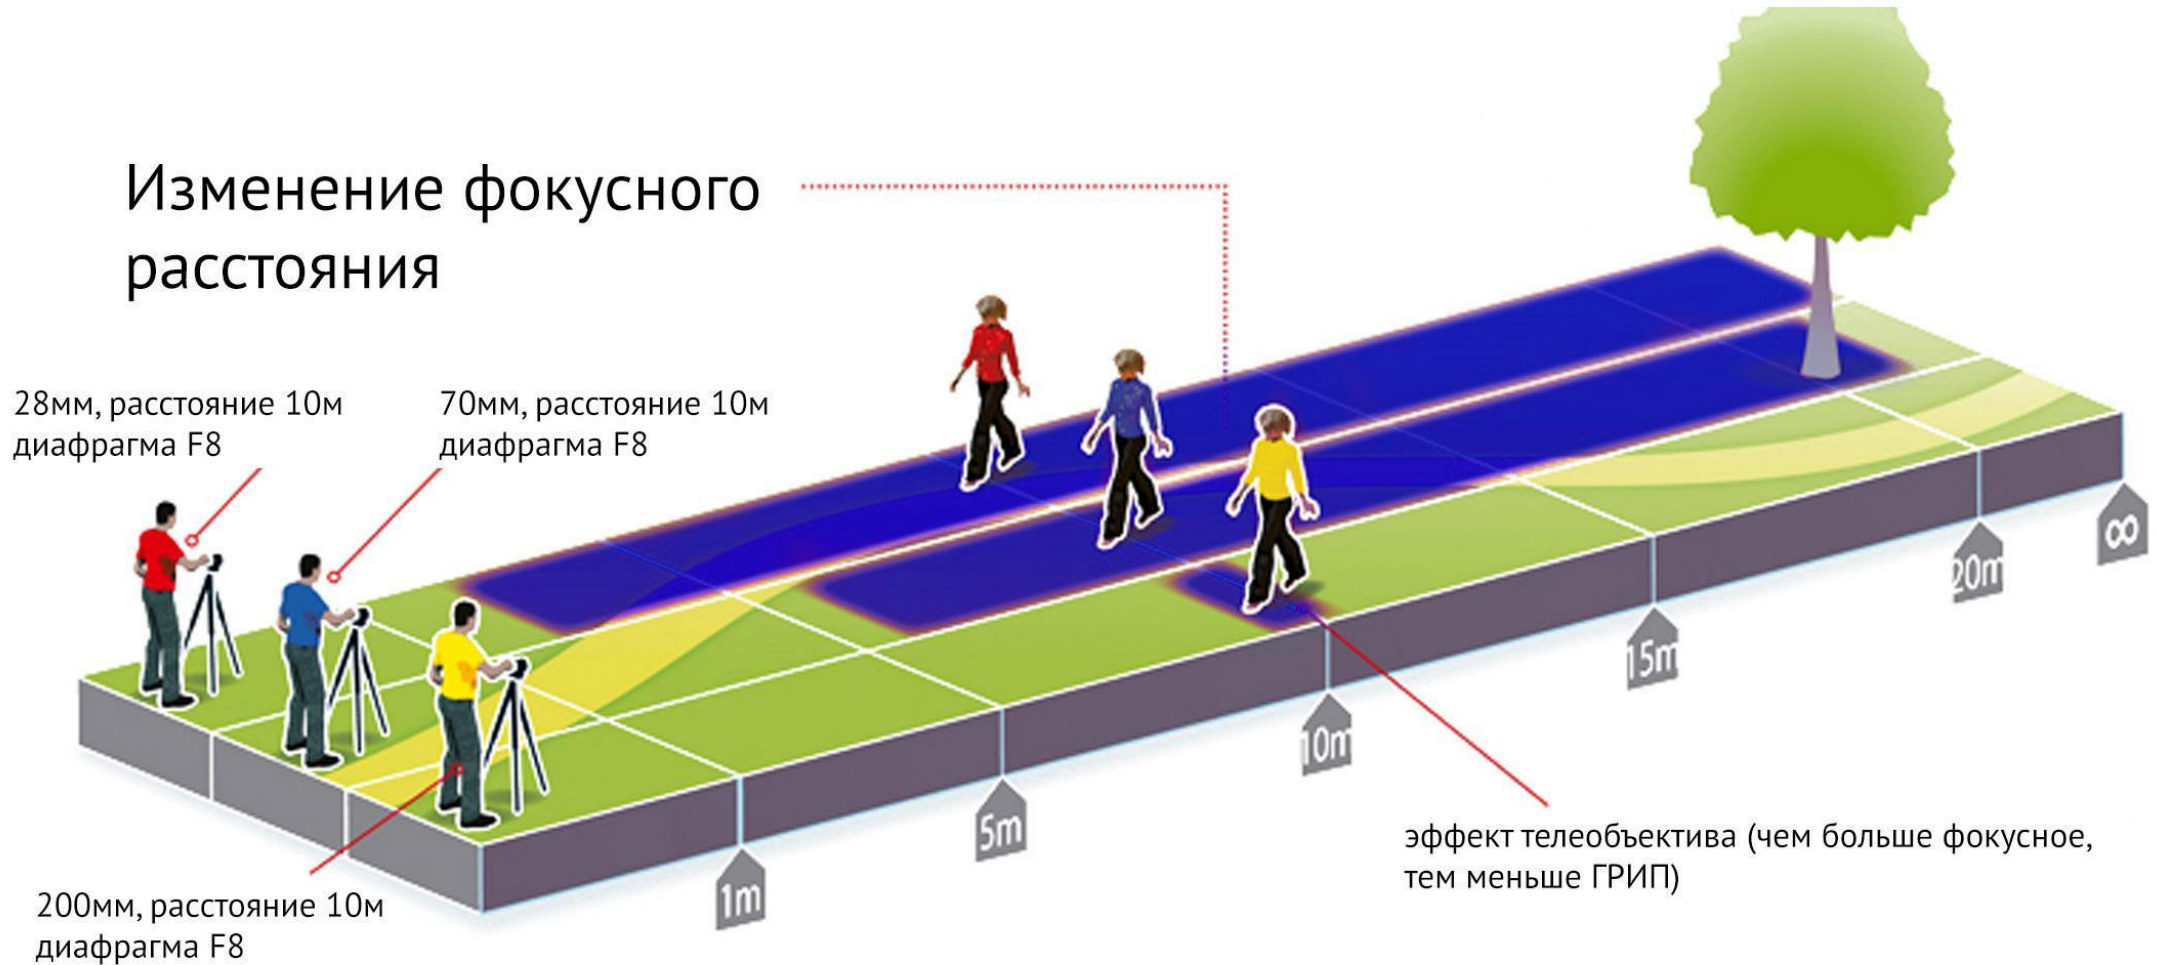 Изменение фокусного
расстояния
28мм, расстояние 10м
диафрагма F8
70мм, расстояние 10м
диафрагма F8
200мм, расстояние 10м
диафрагма F8
1m
5m
10m
15m
20m
∞
эффект телеобъектива (чем больше фокусное,
тем меньше ГРИП)